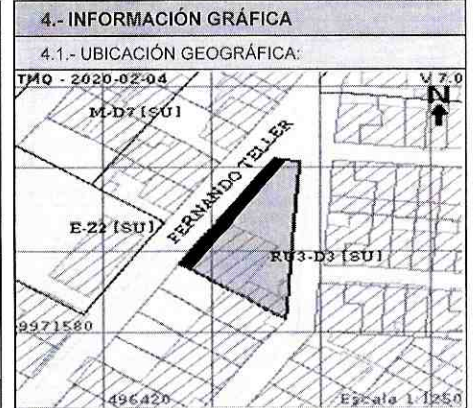 4.- INFORMACIÓN GRÁFICA
4.1.- UBICACIÓN GEOGRÁFICA:
TMQ - 2020-02-04
V 7.0
N
M-D7 [SU]
FERNANDO TELLER
E-Z2 [SU]
RU3-D3 [SU]
9971580
496420
Escala 1:1250